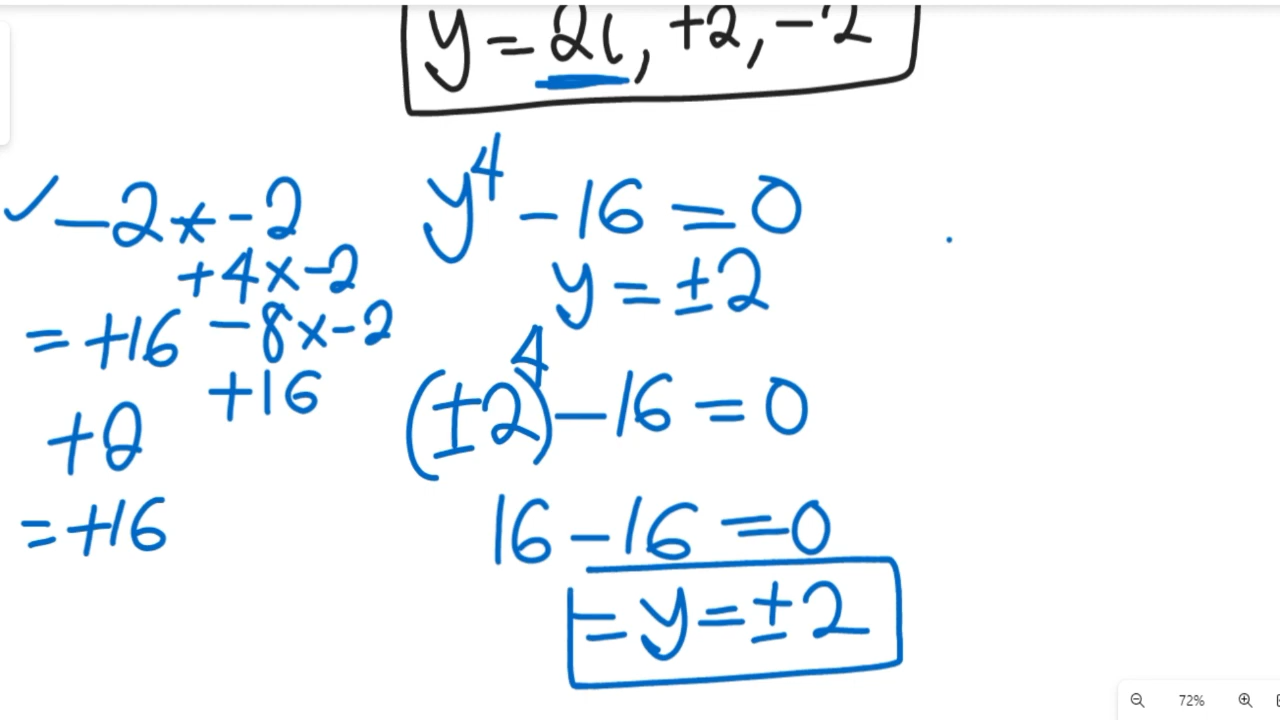 y = 2i, +2, -2
✓ -2 x -2
+4 x -2
= +16 -8 x -2
+16
+2
= +16
y⁴ - 16 = 0
y = ±2
(±2)⁴ - 16 = 0
16 - 16 = 0
= y = ±2
72%